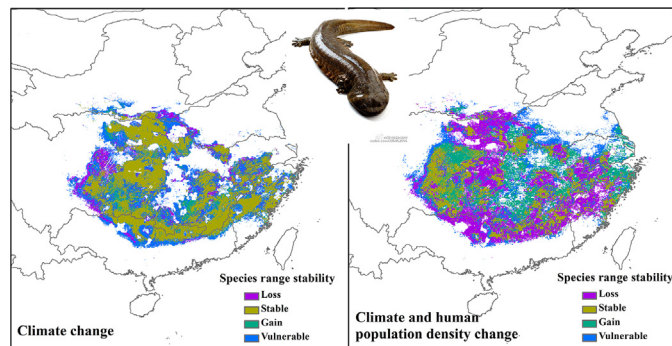 Species range stability
Loss
Stable
Gain
Vulnerable
Climate change
Species range stability
Loss
Stable
Gain
Vulnerable
Climate and human
population density change